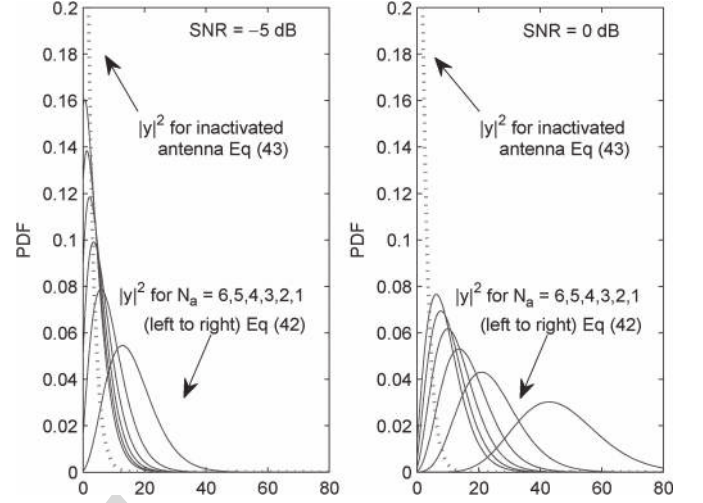 SNR = −5 dB
|y|² for inactivated
antenna Eq (43)
|y|² for Nₐ = 6,5,4,3,2,1
(left to right) Eq (42)
PDF
0.2
0.18
0.16
0.14
0.12
0.1
0.08
0.06
0.04
0.02
0
0 20 40 60 80
SNR = 0 dB
|y|² for inactivated
antenna Eq (43)
|y|² for Nₐ = 6,5,4,3,2,1
(left to right) Eq (42)
PDF
0.2
0.18
0.16
0.14
0.12
0.1
0.08
0.06
0.04
0.02
0
0 20 40 60 80